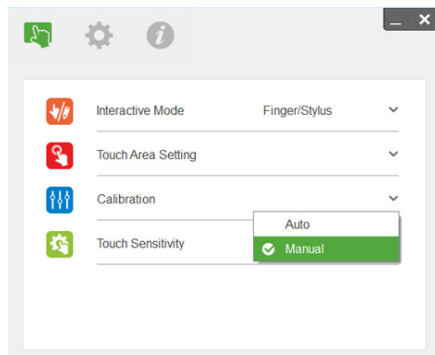 Interactive Mode Finger/Stylus
Touch Area Setting
Calibration
Auto
Touch Sensitivity
Manual